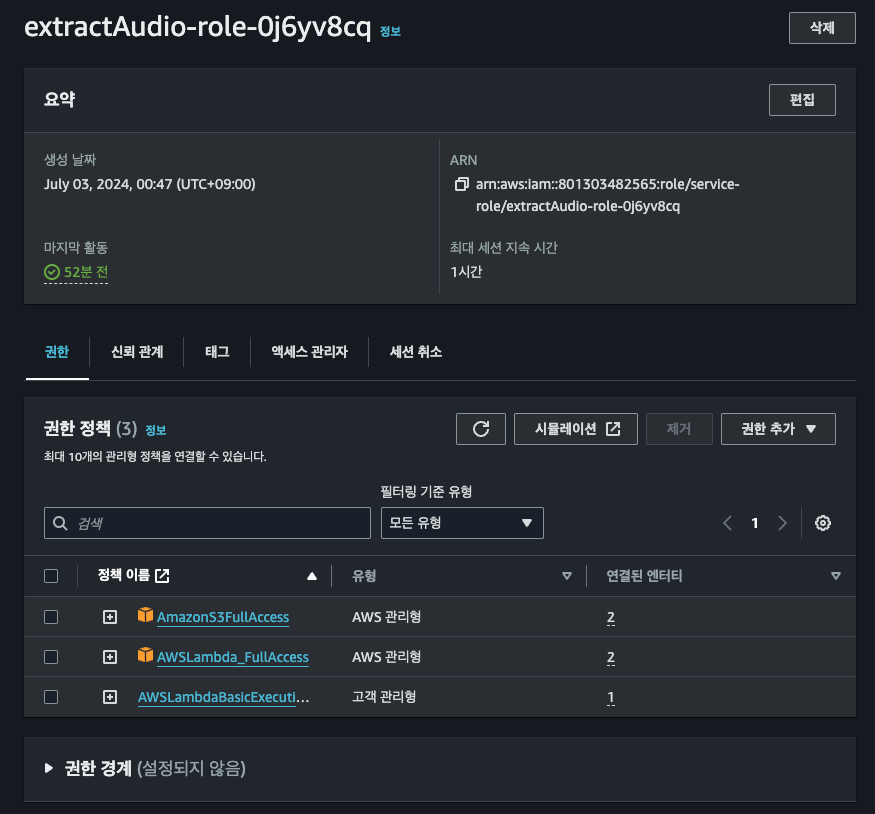 extractAudio-role-0j6yv8cq 정보
삭제
요약
편집
생성 날짜
July 03, 2024, 00:47 (UTC+09:00)
ARN
arn:aws:iam::801303482565:role/service-
role/extractAudio-role-0j6yv8cq
마지막 활동
52분 전
최대 세션 지속 시간
1시간
권한 신뢰 관계 태그 액세스 관리자 세션 취소
권한 정책 (3) 정보
최대 10개의 관리형 정책을 연결할 수 있습니다.
시뮬레이션 제거 권한 추가
필터링 기준 유형
검색 모든 유형 1
정책 이름 유형 연결된 엔터티
AmazonS3FullAccess AWS 관리형 2
AWSLambda_FullAccess AWS 관리형 2
AWSLambdaBasicExecuti... 고객 관리형 1
권한 경계 (설정되지 않음)